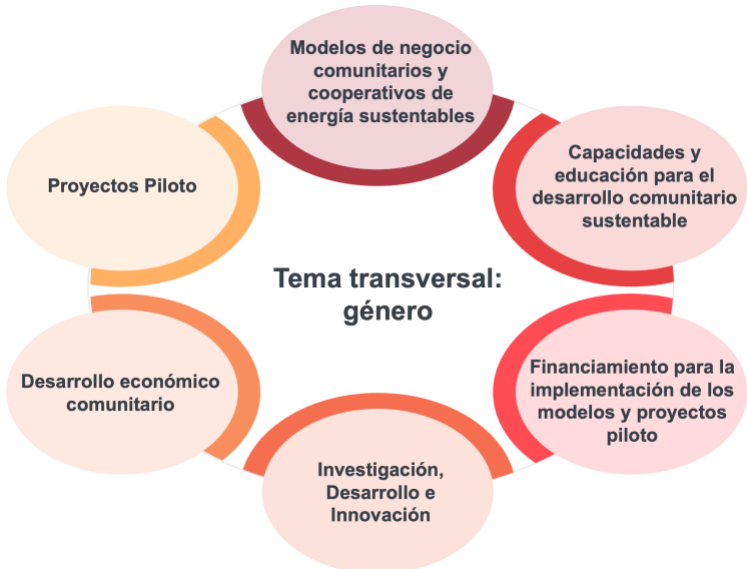 Modelos de negocio
comunitarios y
cooperativos de
energía sustentables
Capacidades y
educación para el
desarrollo comunitario
sustentable
Financiamiento para la
implementación de los
modelos y proyectos
piloto
Investigación,
Desarrollo e
Innovación
Desarrollo económico
comunitario
Proyectos Piloto
Tema transversal:
género